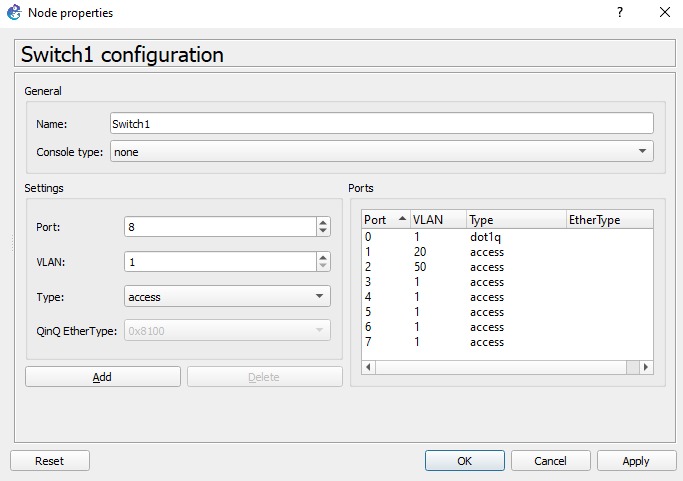 Node properties ?
Switch1 configuration
General
Name: Switch1
Console type: none
Settings
Port: 8
VLAN: 1
Type: access
QinQ EtherType: 0x8100
Add Delete
Ports
Port VLAN Type EtherType
0 1 dot1q
1 20 access
2 50 access
3 1 access
4 1 access
5 1 access
6 1 access
7 1 access
Reset OK Cancel Apply